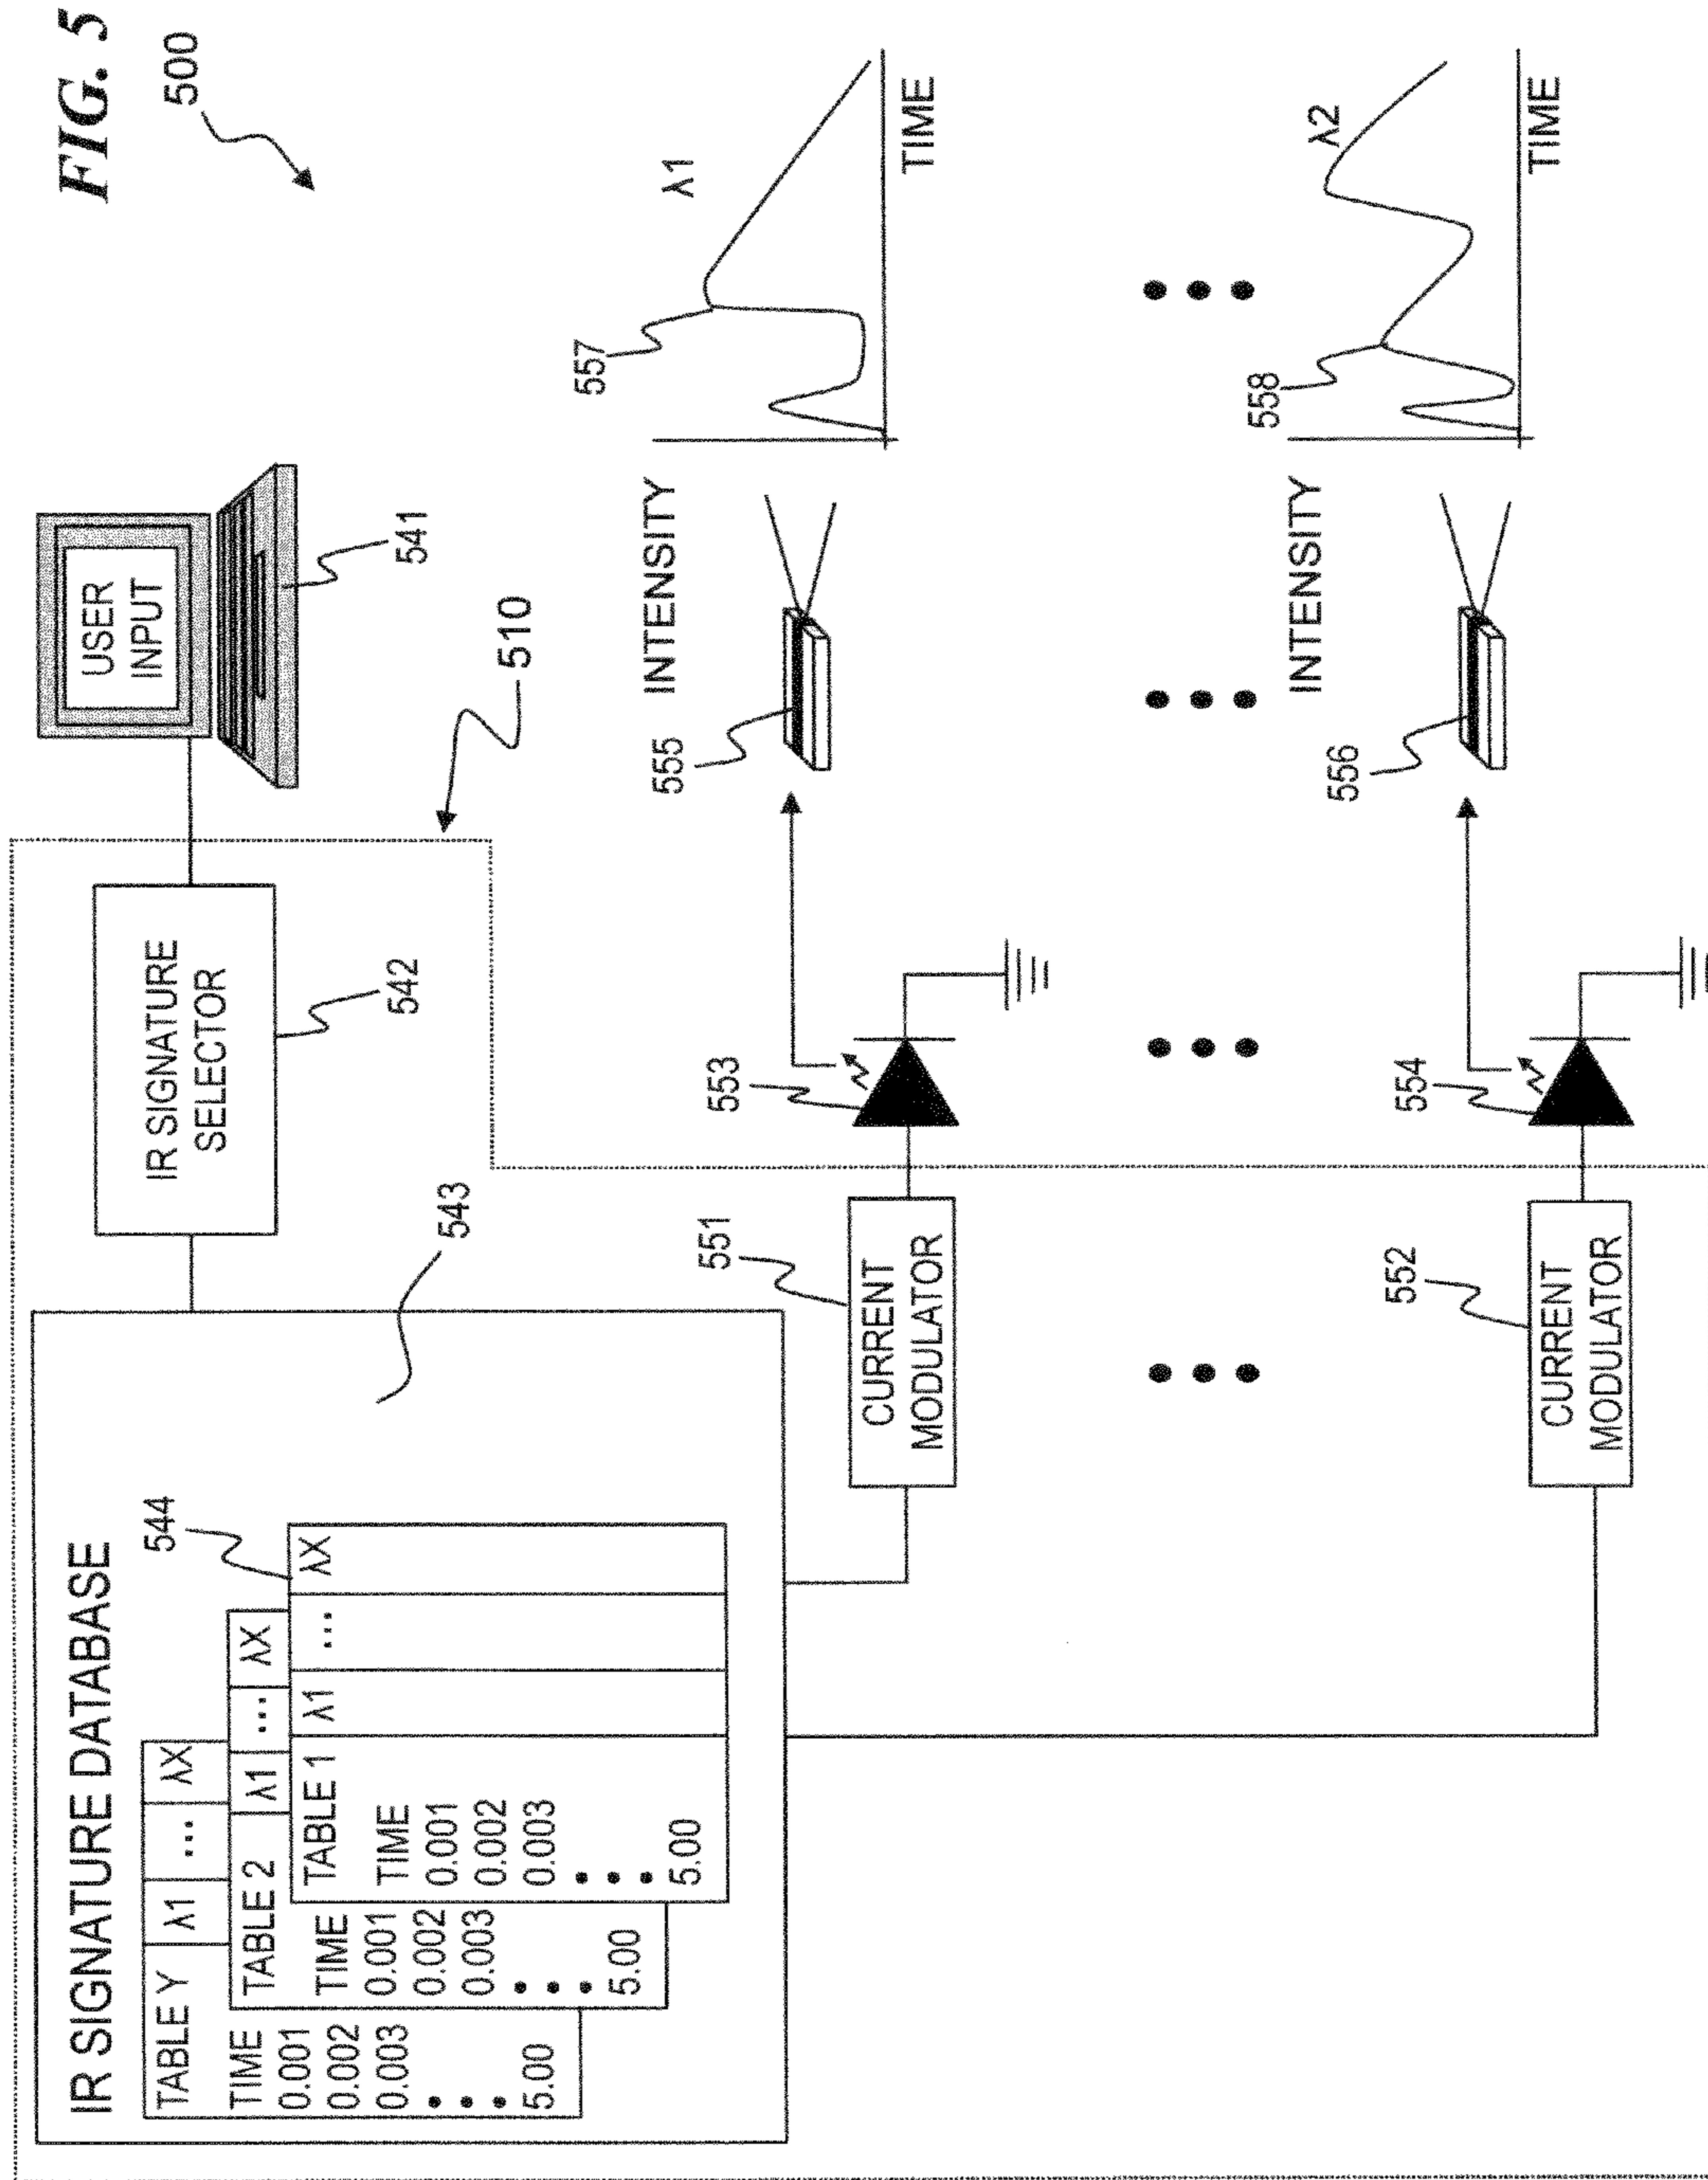 FIG. 5
500
IR SIGNATURE DATABASE
TABLE Y
λ1
...
λX
TIME
0.001
0.002
0.003
5.00
TABLE 2
λ1
...
λX
TIME
0.001
0.002
0.003
5.00
544
TABLE 1
λ1
...
λX
TIME
0.001
0.002
0.003
5.00
543
IR SIGNATURE
SELECTOR
542
USER
INPUT
541
510
551
CURRENT
MODULATOR
553
555
INTENSITY
557
λ1
TIME
552
CURRENT
MODULATOR
554
556
INTENSITY
558
λ2
TIME